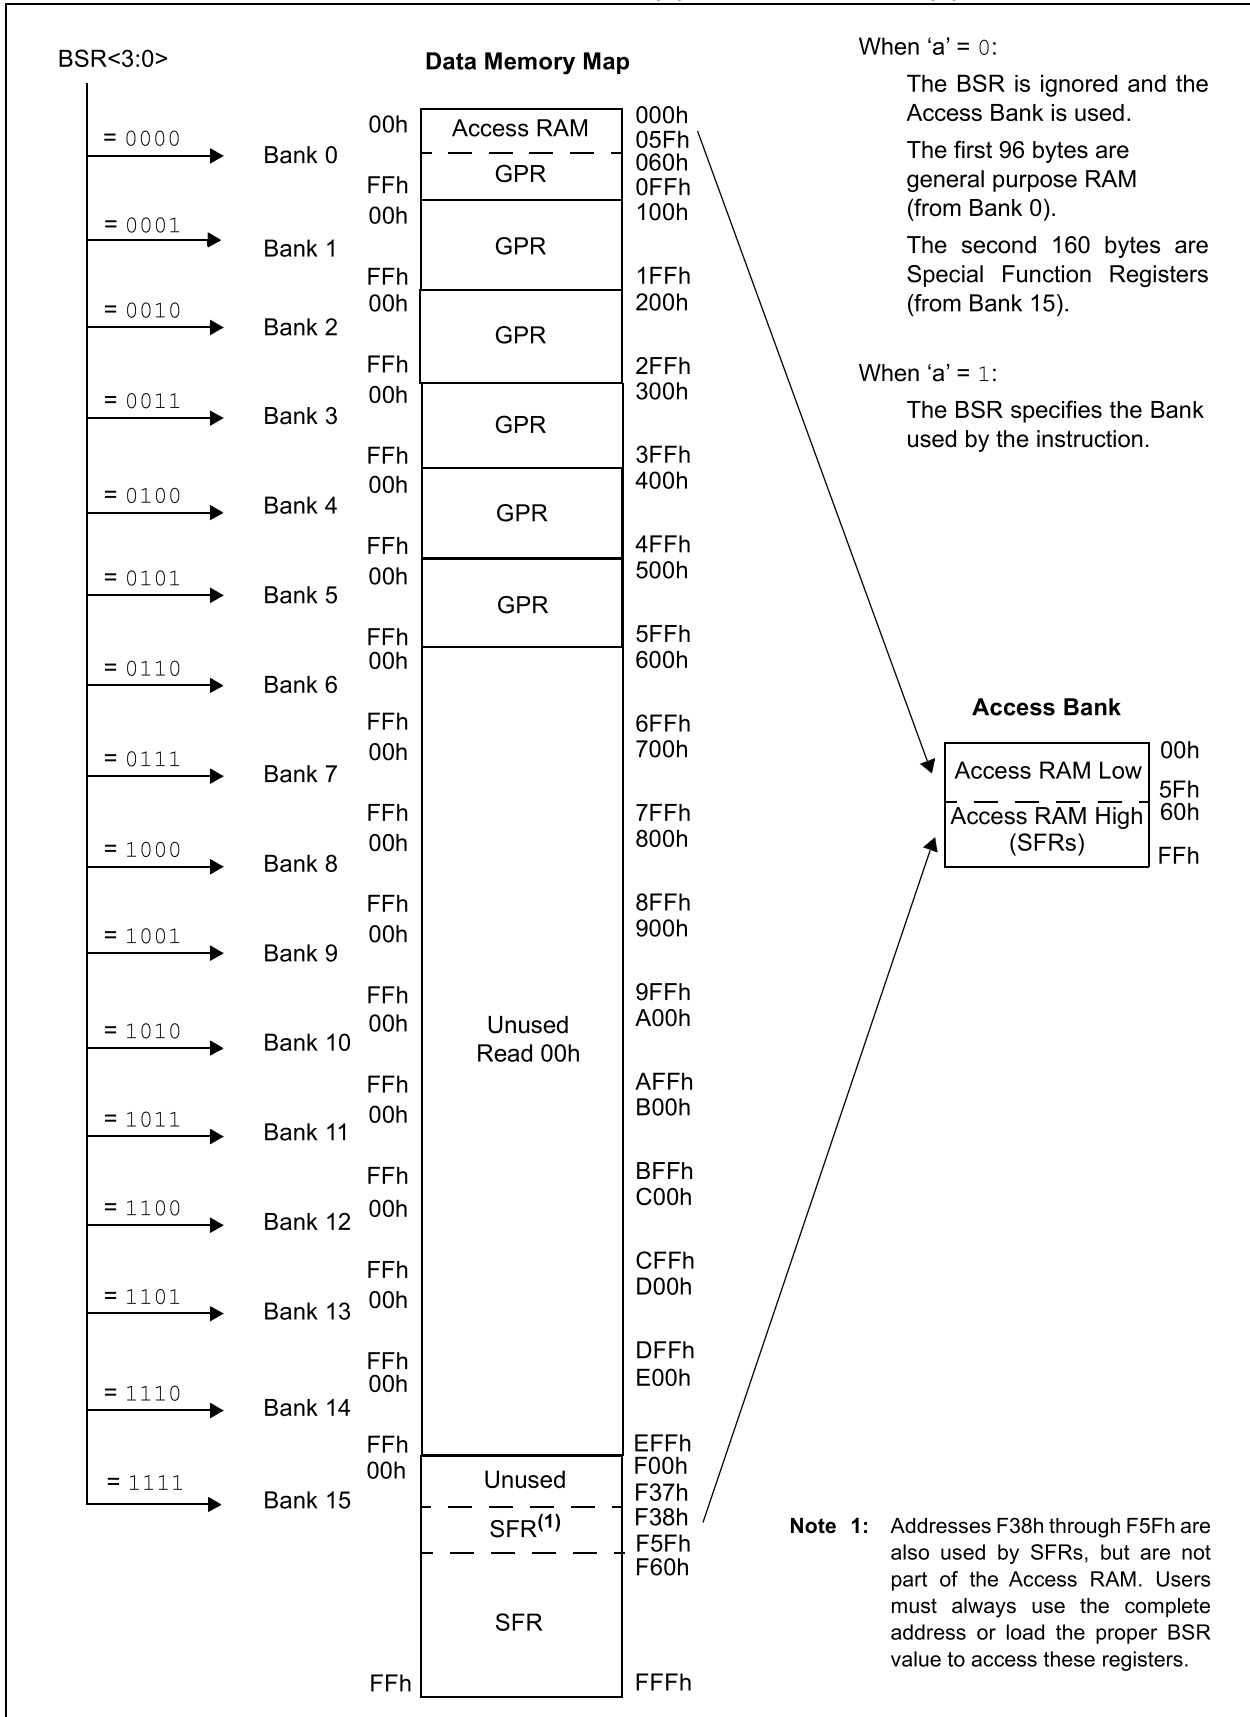 BSR<3:0>
Data Memory Map
When ‘a’ = 0:
The BSR is ignored and the
Access Bank is used.
The first 96 bytes are
general purpose RAM
(from Bank 0).
The second 160 bytes are
Special Function Registers
(from Bank 15).
When ‘a’ = 1:
The BSR specifies the Bank
used by the instruction.
= 0000
Bank 0
00h
Access RAM
000h
05Fh
GPR
060h
FFh
0FFh
= 0001
Bank 1
00h
GPR
100h
FFh
1FFh
= 0010
Bank 2
00h
GPR
200h
FFh
2FFh
= 0011
Bank 3
00h
GPR
300h
FFh
3FFh
= 0100
Bank 4
00h
GPR
400h
FFh
4FFh
= 0101
Bank 5
00h
GPR
500h
FFh
5FFh
= 0110
Bank 6
00h
600h
FFh
6FFh
= 0111
Bank 7
00h
700h
FFh
7FFh
= 1000
Bank 8
00h
800h
FFh
8FFh
= 1001
Bank 9
00h
900h
FFh
9FFh
= 1010
Bank 10
00h
Unused
Read 00h
A00h
FFh
AFFh
= 1011
Bank 11
00h
B00h
FFh
BFFh
= 1100
Bank 12
00h
C00h
FFh
CFFh
= 1101
Bank 13
00h
D00h
FFh
DFFh
= 1110
Bank 14
00h
E00h
FFh
EFFh
= 1111
Bank 15
00h
Unused
F00h
F37h
SFR(1)
F38h
F5Fh
F60h
SFR
FFh
FFFh
Access Bank
Access RAM Low
00h
5Fh
Access RAM High
(SFRs)
60h
FFh
Note 1: Addresses F38h through F5Fh are
also used by SFRs, but are not
part of the Access RAM. Users
must always use the complete
address or load the proper BSR
value to access these registers.